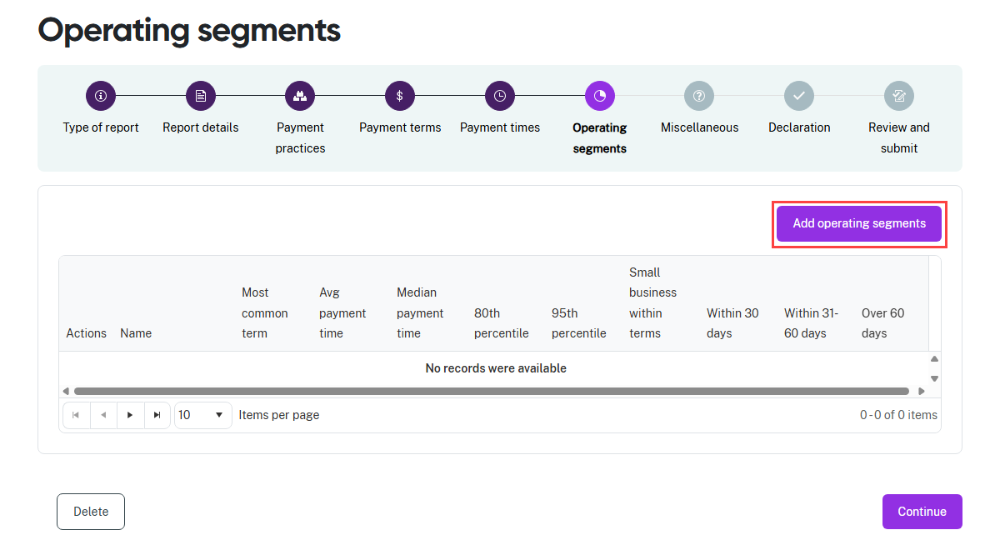 Operating segments
Type of report
Report details
Payment
practices
Payment terms
Payment times
Operating
segments
Miscellaneous
Declaration
Review and
submit
Add operating segments
Actions
Name
Most
common
term
Avg
payment
time
Median
payment
time
80th
percentile
95th
percentile
Small
business
within
terms
Within 30
days
Within 31-
60 days
Over 60
days
No records were available
10
Items per page
0 - 0 of 0 items
Delete
Continue